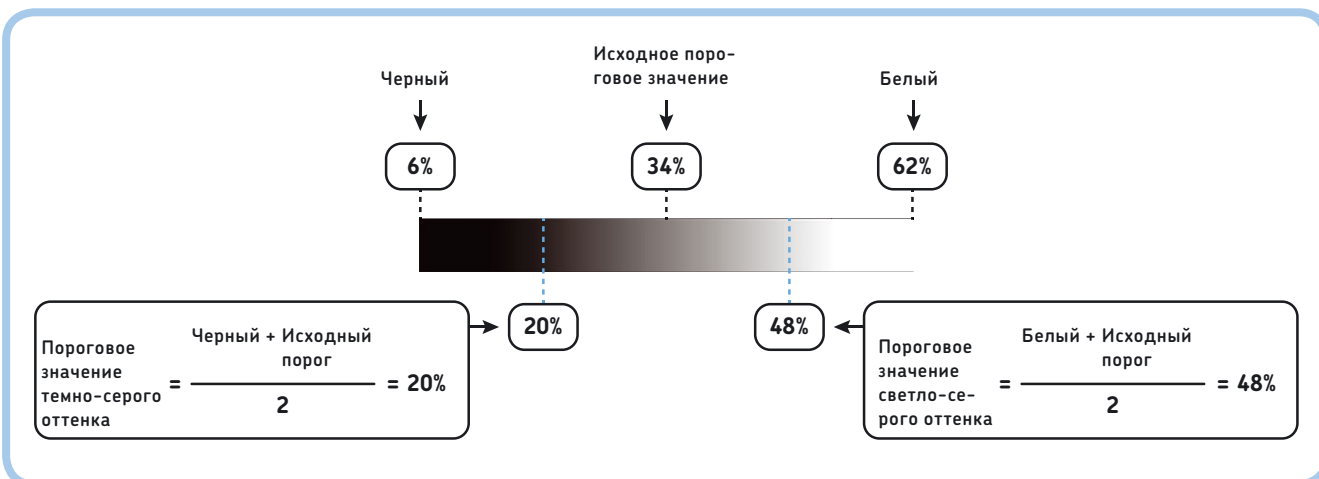 Черный
Исходное поро-
говое значение
Белый
6%
34%
62%
20%
48%
Пороговое
значение
темно-серого
оттенка
=
Черный + Исходный
порог
2
= 20%
Пороговое
значение
светло-се-
рого оттенка
=
Белый + Исходный
порог
2
= 48%